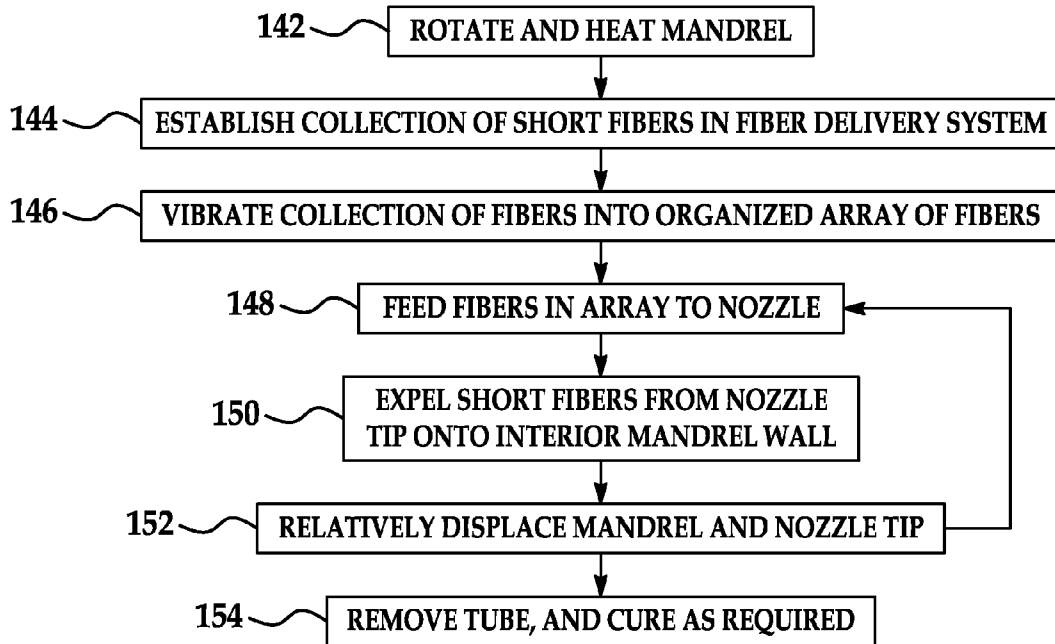 142 ROTATE AND HEAT MANDREL
144 ESTABLISH COLLECTION OF SHORT FIBERS IN FIBER DELIVERY SYSTEM
146 VIBRATE COLLECTION OF FIBERS INTO ORGANIZED ARRAY OF FIBERS
148 FEED FIBERS IN ARRAY TO NOZZLE
150 EXPEL SHORT FIBERS FROM NOZZLE
TIP ONTO INTERIOR MANDREL WALL
152 RELATIVELY DISPLACE MANDREL AND NOZZLE TIP
154 REMOVE TUBE, AND CURE AS REQUIRED